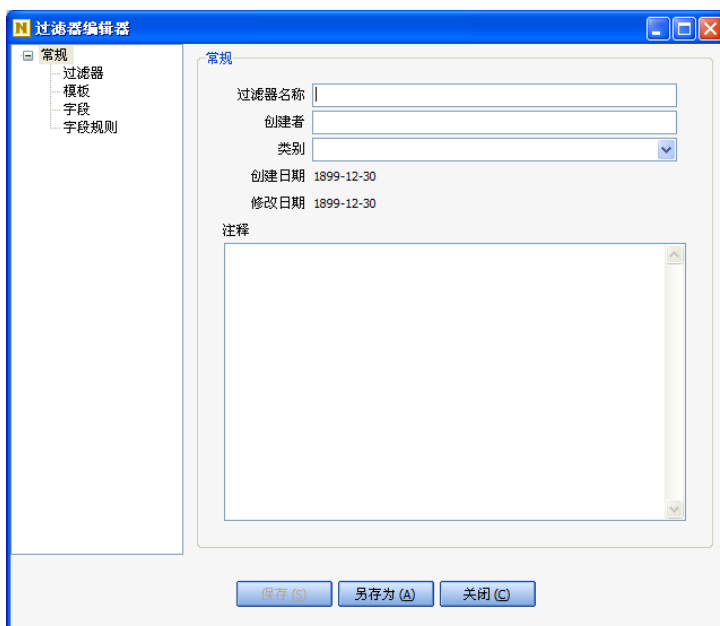 N 过滤器编辑器
常规
过滤器
模板
字段
字段规则
常规
过滤器名称
创建者
类别
创建日期 1899-12-30
修改日期 1899-12-30
注释
保存(S) 另存为(A) 关闭(C)